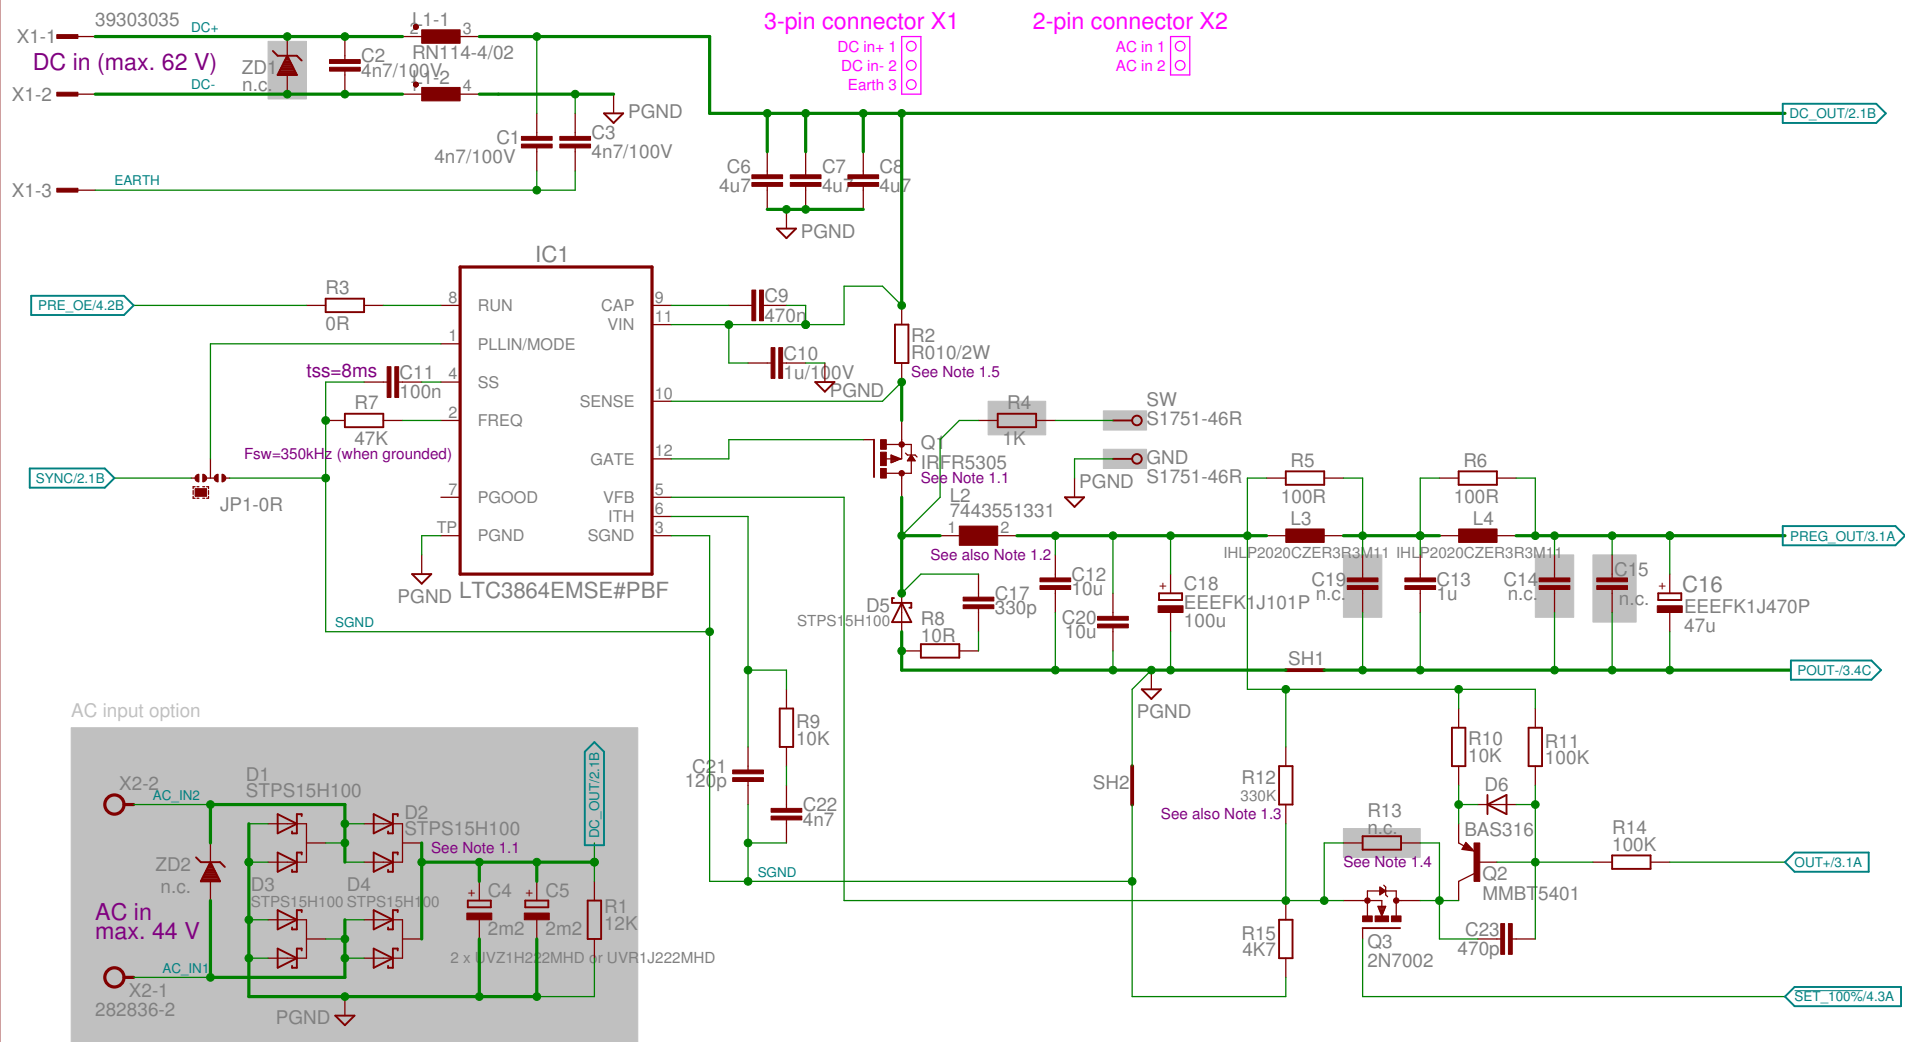 39303035
X1-1
DC+
DC in (max. 62 V)
ZD1
n.c.
C2
4n7/100V
X1-2
DC-
L1-1
2
3
RN114-4/02
L1-2
1
4
PGND
C1
4n7/100V
C3
4n7/100V
X1-3
EARTH
3-pin connector X1
DC in+ 1
DC in- 2
Earth 3
2-pin connector X2
AC in 1
AC in 2
DC_OUT/2.1B
C6
4u7
C7
4u7
C8
4u7
PGND
IC1
PRE_OE/4.2B
R3
0R
8 RUN
1 PLLIN/MODE
tss=8ms
C11
100n
4 SS
R7
47K
2 FREQ
Fsw=350kHz (when grounded)
SYNC/2.1B
JP1-0R
7 PGOOD
TP PGND
PGND
LTC3864EMSE#PBF
CAP 9
VIN 11
SENSE 10
GATE 12
VFB 5
ITH 6
SGND 3
C9
470n
C10
1u/100V
PGND
R2
R010/2W
See Note 1.5
R4
1K
SW
S1751-46R
GND
S1751-46R
PGND
Q1
IRFR5305
See Note 1.1
L2
7443551331
1
2
See also Note 1.2
R5
100R
L3
IHLP2020CZER3R3M11
R6
100R
L4
IHLP2020CZER3R3M11
PREG_OUT/3.1A
C12
10u
C20
10u
C18
EEEFK1J101P
100u
C19
n.c.
C13
1u
C14
n.c.
C15
n.c.
C16
EEEFK1J470P
47u
D5
STPS15H100
C17
330p
R8
10R
SGND
SH1
POUT-/3.4C
PGND
AC input option
X2-2
AC_IN2
D1
STPS15H100
D2
STPS15H100
See Note 1.1
DC_OUT/2.1B
ZD2
n.c.
D3
STPS15H100
D4
STPS15H100
AC in
max. 44 V
C4
2m2
C5
2m2
R1
12K
2 x UVZ1H222MHD or UVR1J222MHD
AC_IN1
X2-1
282836-2
PGND
R9
10K
C21
120p
C22
4n7
SGND
SH2
R12
330K
See also Note 1.3
R10
10K
R11
100K
D6
BAS316
R13
n.c.
See Note 1.4
R14
100K
OUT+/3.1A
Q2
MMBT5401
R15
4K7
Q3
2N7002
C23
470p
SET_100%/4.3A